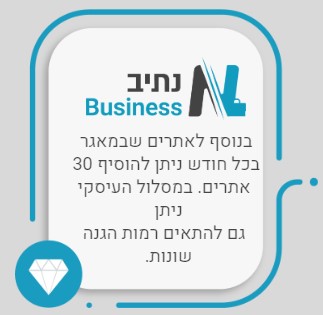 נתיב
Business
בנוסף לאתרים שבמאגר
בכל חודש ניתן להוסיף 30
אתרים. במסלול העיסקי
ניתן
גם להתאים רמות הגנה
שונות.